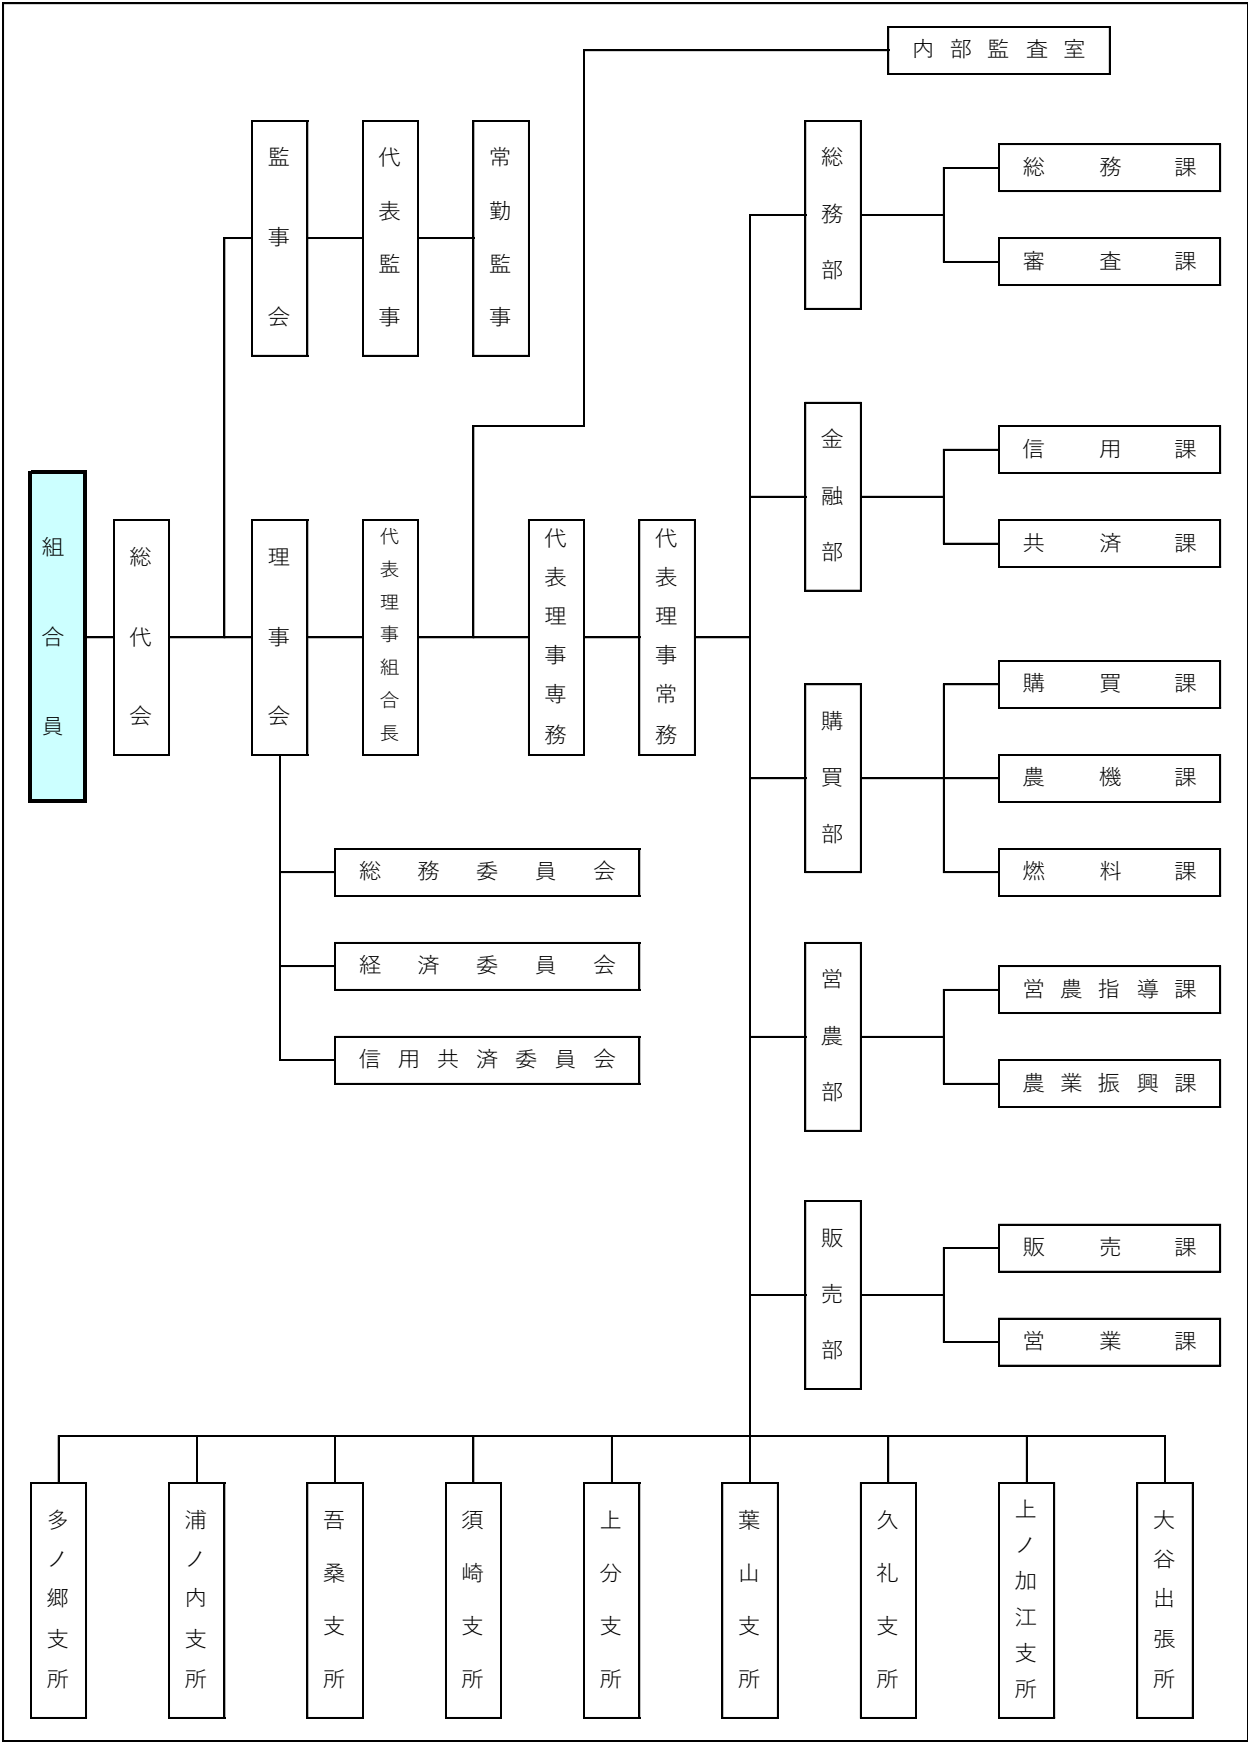 内部監査室
監事会
代表監事
常勤監事
総務部
総務課
審査課
金融部
信用課
共済課
組合員
総代会
理事会
代表理事組合長
代表理事専務
代表理事常務
購買部
購買課
農機課
燃料課
総務委員会
経済委員会
信用共済委員会
営農部
営農指導課
農業振興課
販売部
販売課
営業課
多ノ郷支所
浦ノ内支所
吾桑支所
須崎支所
上分支所
葉山支所
久礼支所
上ノ加江支所
大谷出張所